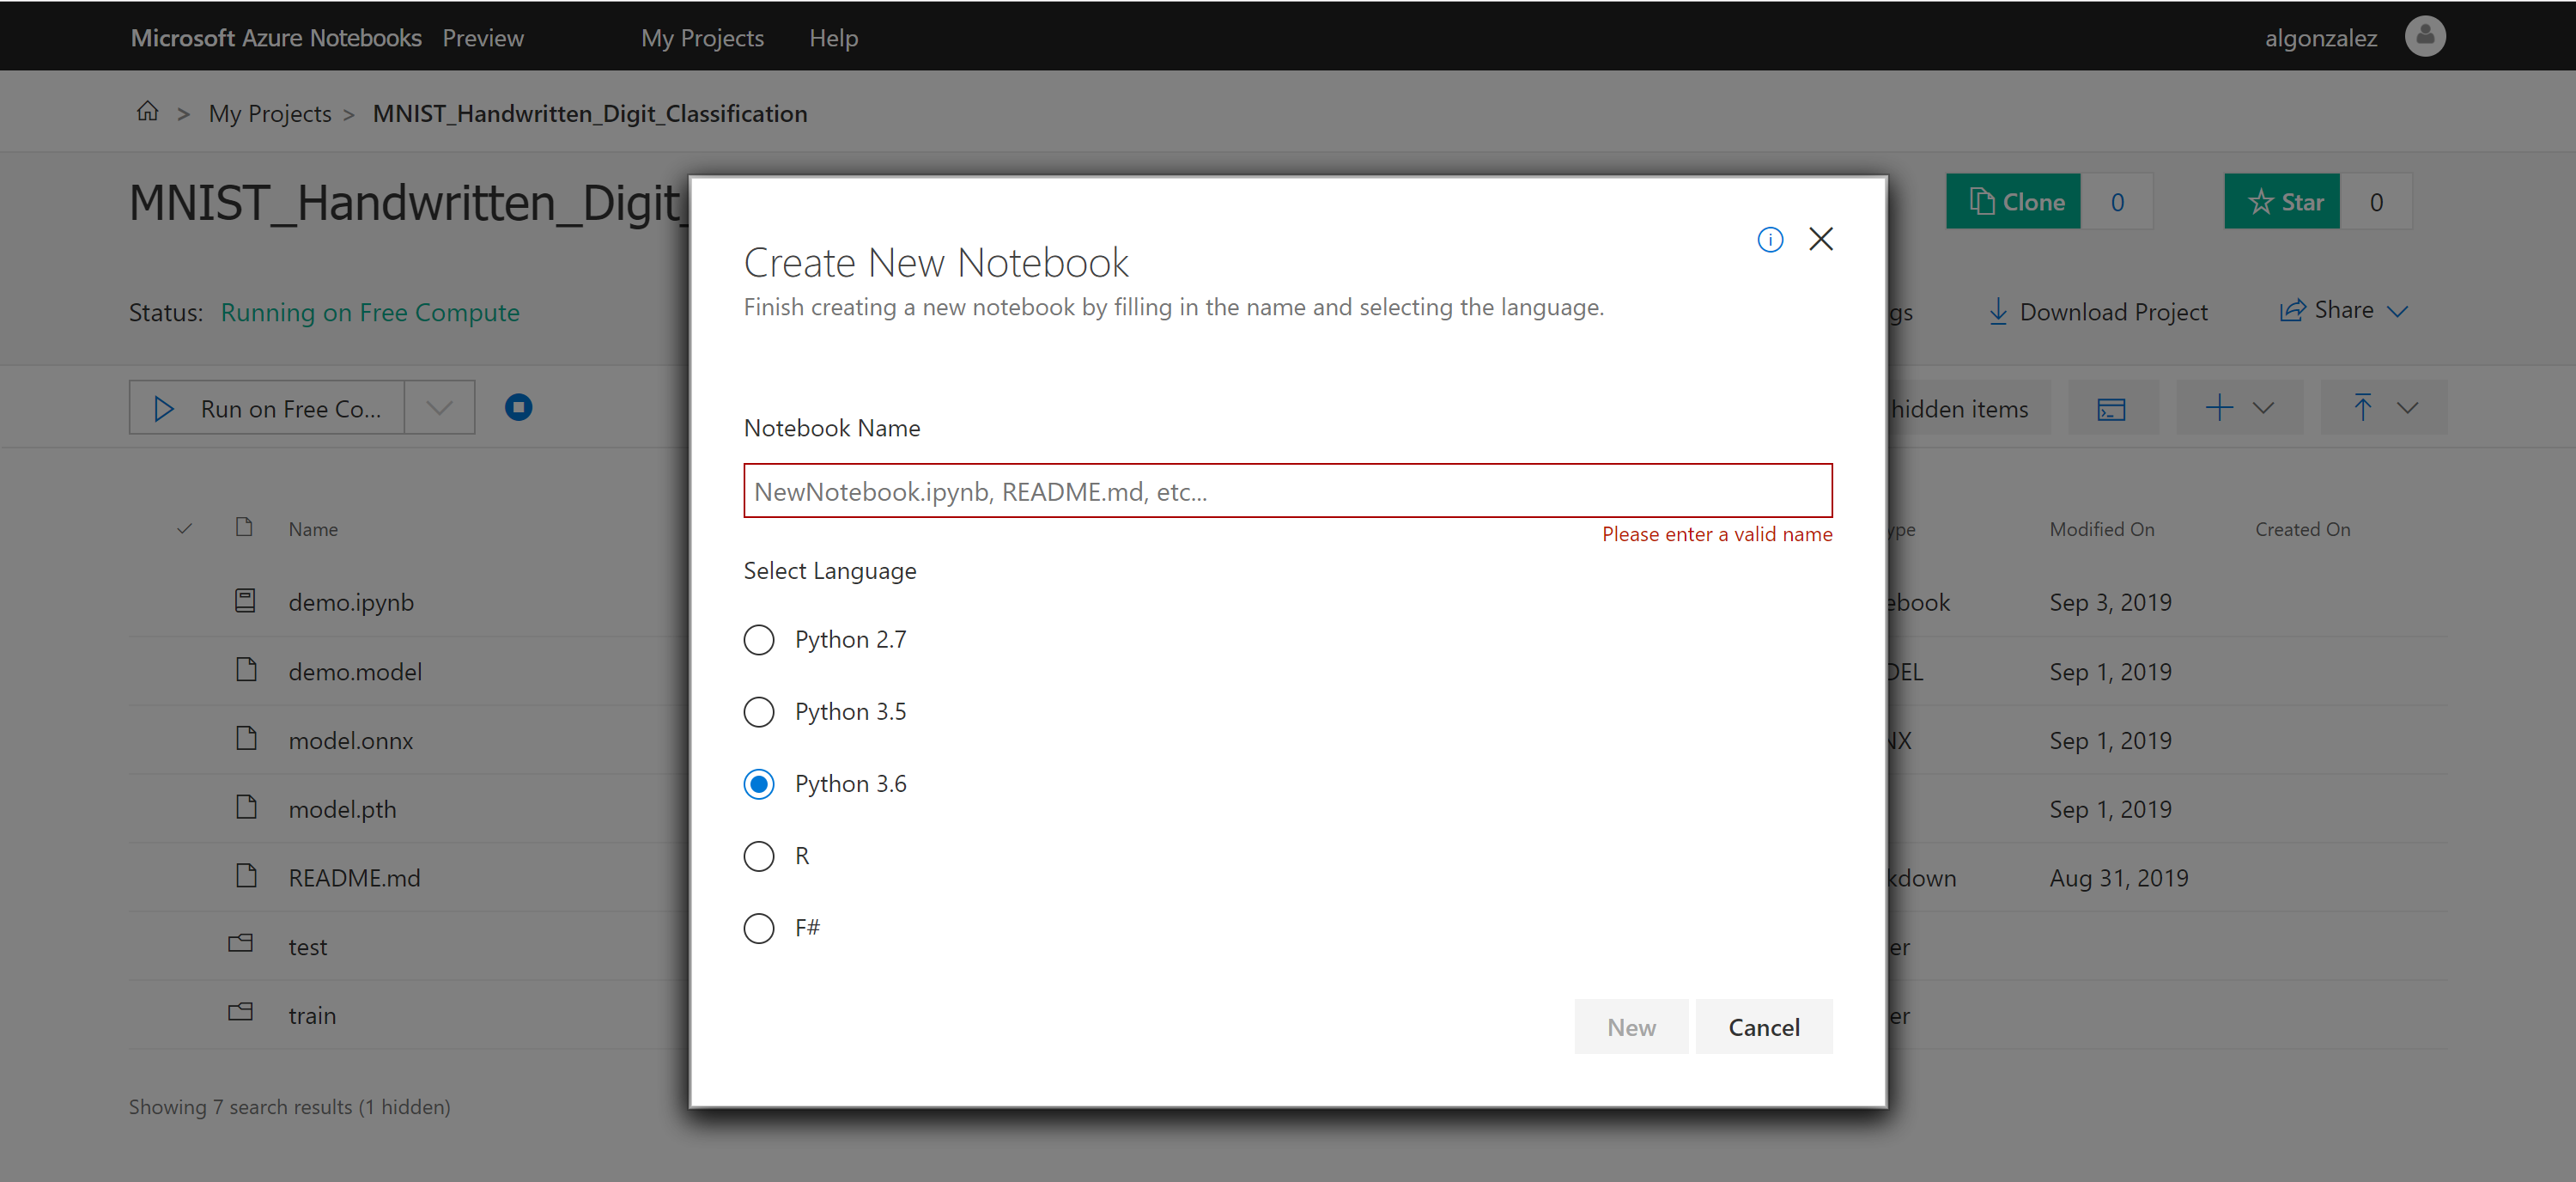 Microsoft Azure Notebooks Preview My Projects Help algonzalez
> My Projects > MNIST_Handwritten_Digit_Classification
MNIST_Handwritten_Digit_
Clone 0 Star 0
Status: Running on Free Compute
gs Download Project Share
Run on Free Co...
hidden items
Create New Notebook
Finish creating a new notebook by filling in the name and selecting the language.
Notebook Name
NewNotebook.ipynb, README.md, etc...
Please enter a valid name
Select Language
Python 2.7
Python 3.5
Python 3.6
R
F#
New Cancel
Name ype Modified On Created On
demo.ipynb ebook Sep 3, 2019
demo.model DEL Sep 1, 2019
model.onnx NX Sep 1, 2019
model.pth Sep 1, 2019
README.md kdown Aug 31, 2019
test er
train er
Showing 7 search results (1 hidden)